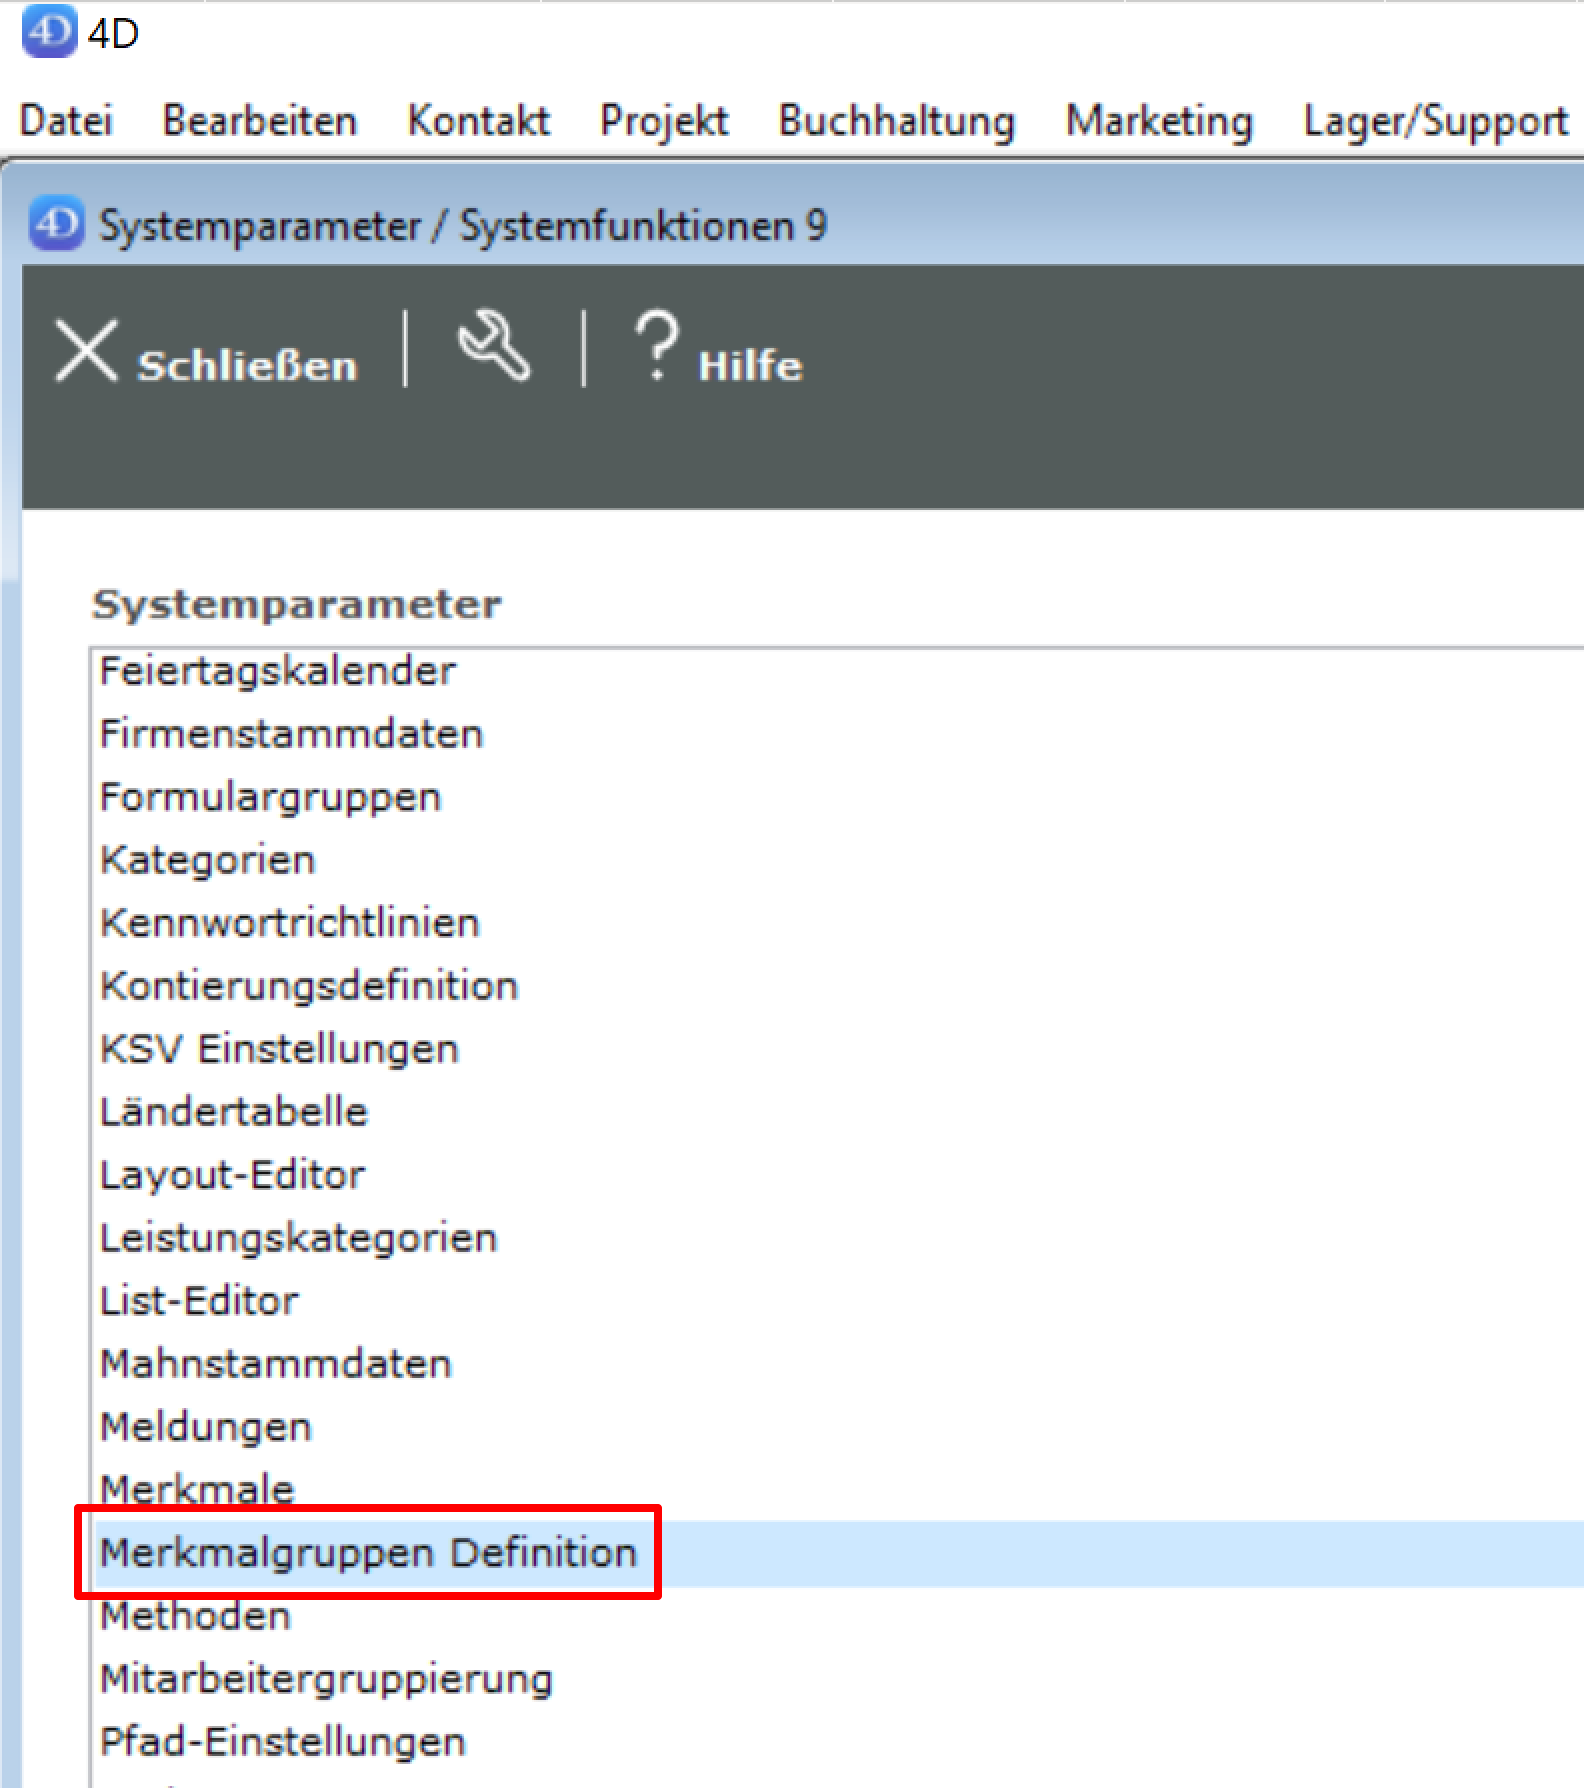 4D 4D
Datei Bearbeiten Kontakt Projekt Buchhaltung Marketing Lager/Support
4D Systemparameter / Systemfunktionen 9
Schließen ? Hilfe
Systemparameter
Feiertagskalender
Firmenstammdaten
Formulargruppen
Kategorien
Kennwortrichtlinien
Kontierungsdefinition
KSV Einstellungen
Ländertabelle
Layout-Editor
Leistungskategorien
List-Editor
Mahnstammdaten
Meldungen
Merkmale
Merkmalgruppen Definition
Methoden
Mitarbeitergruppierung
Pfad-Einstellungen